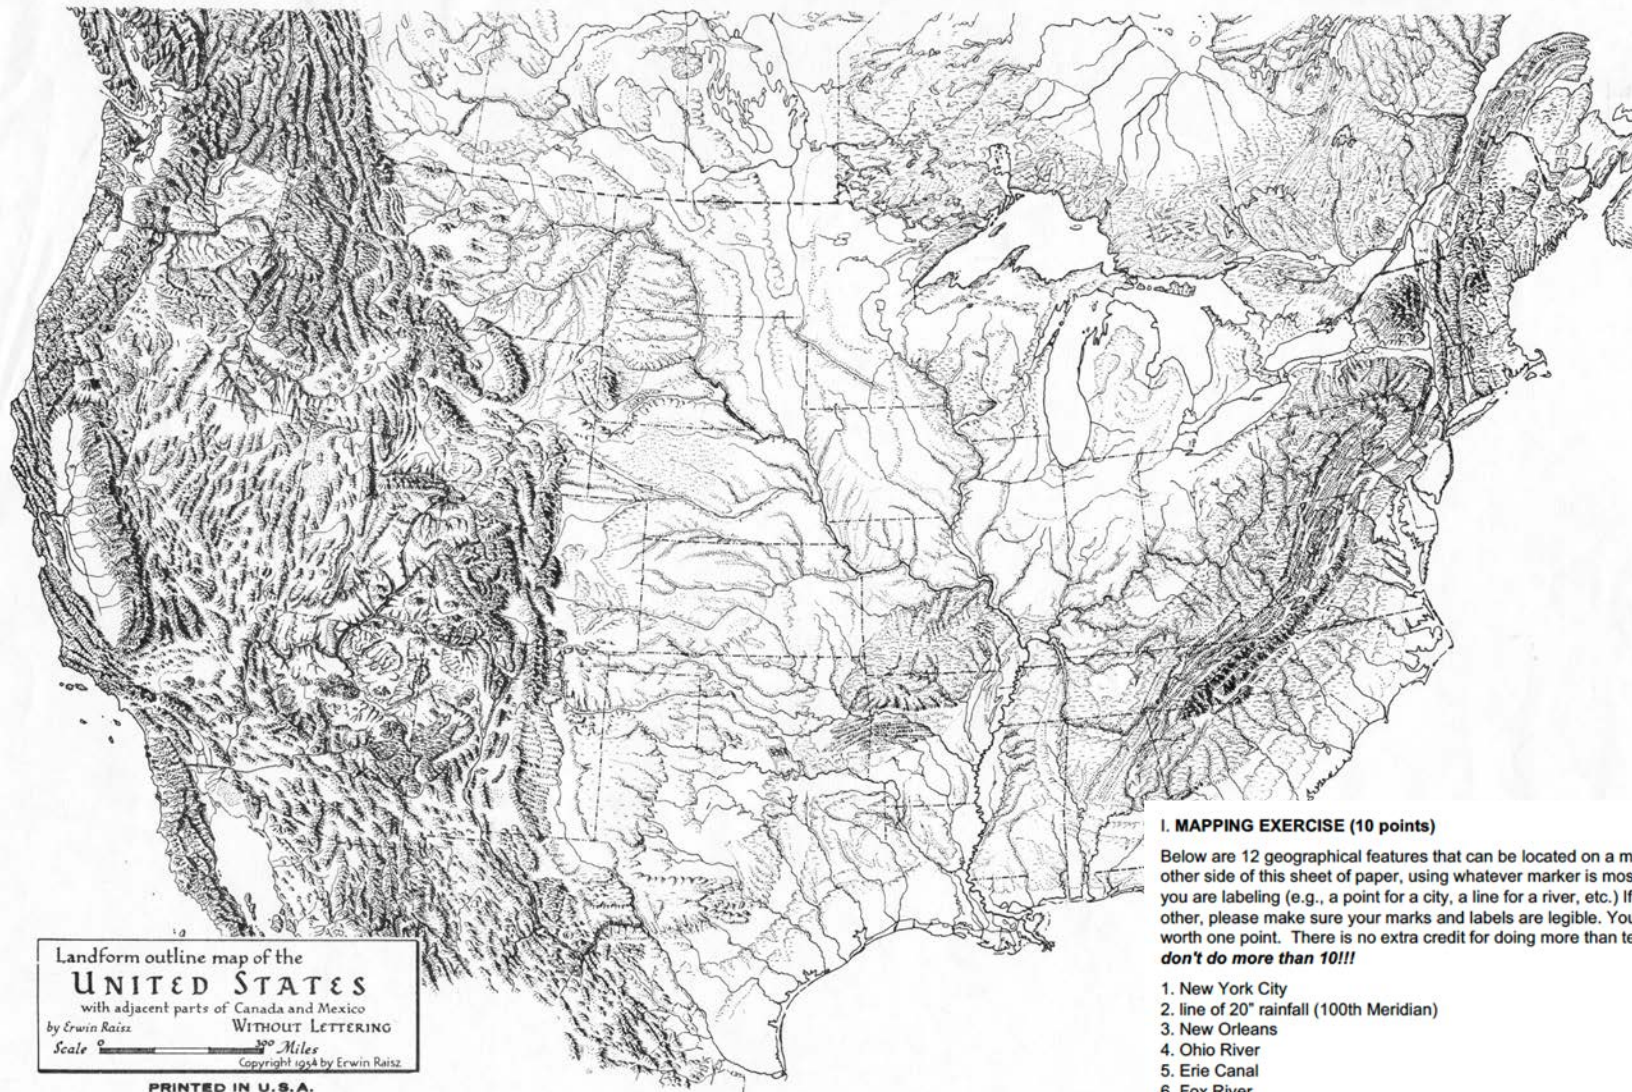 Landform outline map of the
UNITED STATES
with adjacent parts of Canada and Mexico
by Erwin Raisz WITHOUT LETTERING
Scale 0 300 Miles
Copyright 1954 by Erwin Raisz
PRINTED IN U.S.A.
I. MAPPING EXERCISE (10 points)
Below are 12 geographical features that can be located on a m
other side of this sheet of paper, using whatever marker is mos
you are labeling (e.g., a point for a city, a line for a river, etc.) If
other, please make sure your marks and labels are legible. You
worth one point. There is no extra credit for doing more than te
don't do more than 10!!!
1. New York City
2. line of 20" rainfall (100th Meridian)
3. New Orleans
4. Ohio River
5. Erie Canal
6. Fox River